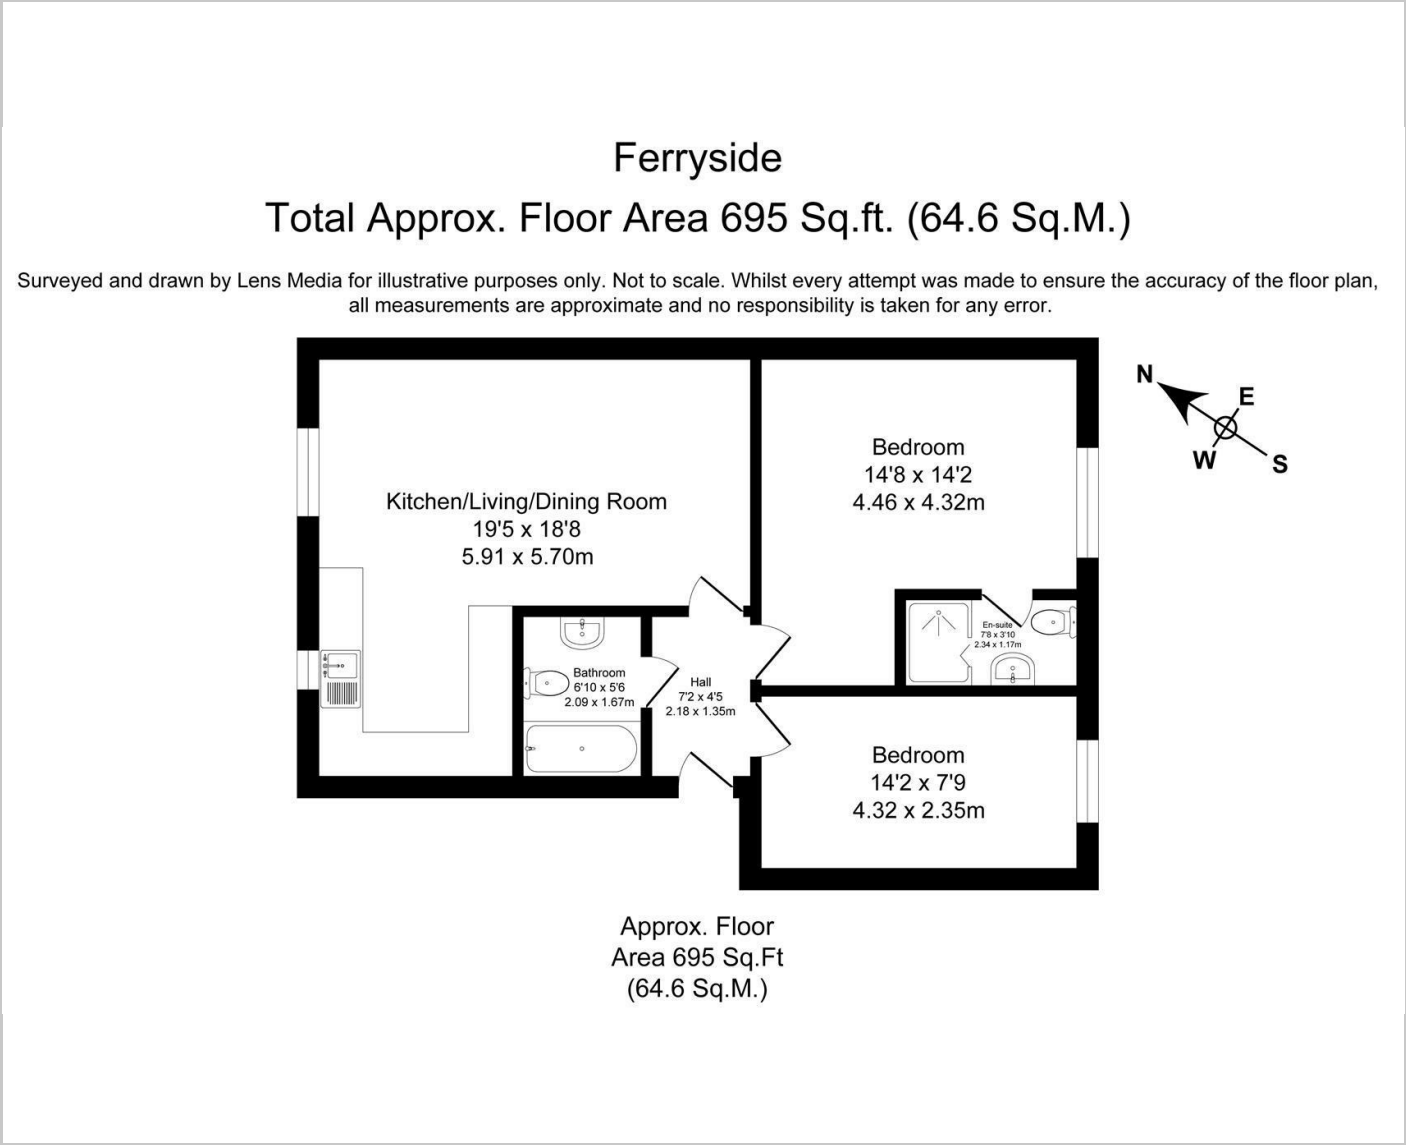 Ferryside
Total Approx. Floor Area 695 Sq.ft. (64.6 Sq.M.)
Surveyed and drawn by Lens Media for illustrative purposes only. Not to scale. Whilst every attempt was made to ensure the accuracy of the floor plan,
all measurements are approximate and no responsibility is taken for any error.
N
E
W
S
Kitchen/Living/Dining Room
19'5 x 18'8
5.91 x 5.70m
Bedroom
14'8 x 14'2
4.46 x 4.32m
En-suite
7'8 x 3'10
2.34 x 1.17m
Bathroom
6'10 x 5'6
2.09 x 1.67m
Hall
7'2 x 4'5
2.18 x 1.35m
Bedroom
14'2 x 7'9
4.32 x 2.35m
Approx. Floor
Area 695 Sq.Ft
(64.6 Sq.M.)